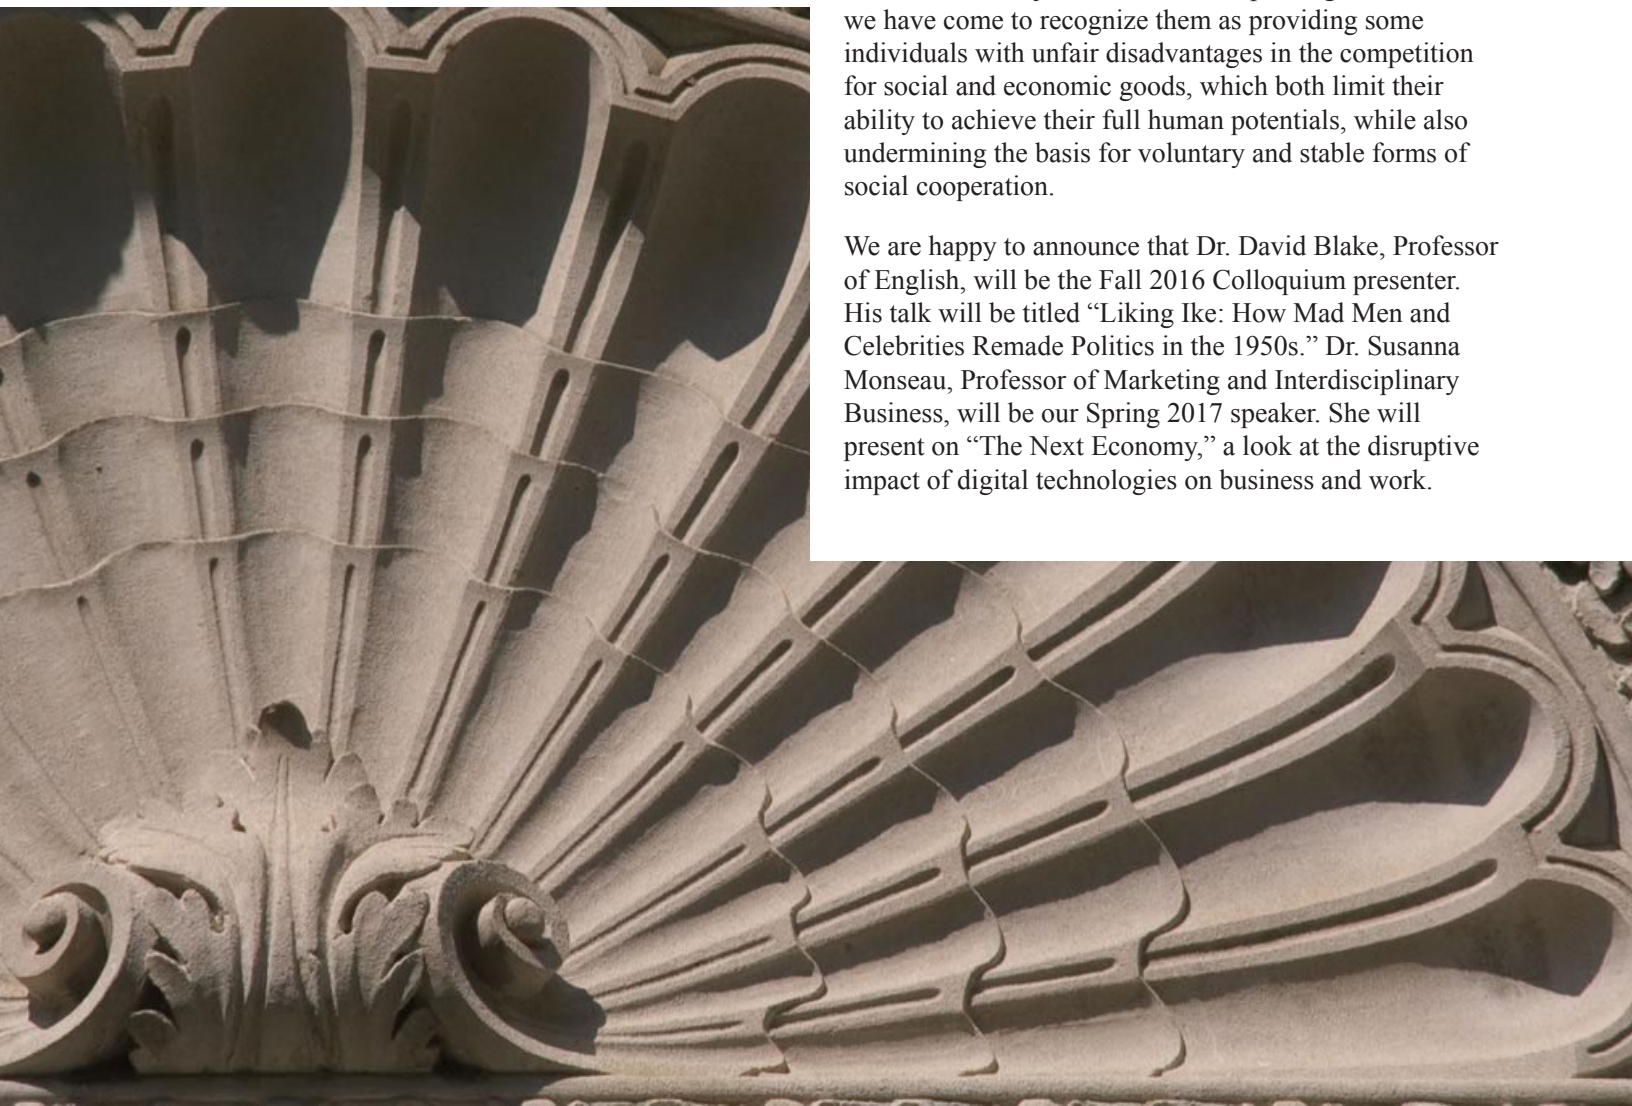 we have come to recognize them as providing some
individuals with unfair disadvantages in the competition
for social and economic goods, which both limit their
ability to achieve their full human potentials, while also
undermining the basis for voluntary and stable forms of
social cooperation.
We are happy to announce that Dr. David Blake, Professor
of English, will be the Fall 2016 Colloquium presenter.
His talk will be titled “Liking Ike: How Mad Men and
Celebrities Remade Politics in the 1950s.” Dr. Susanna
Monseau, Professor of Marketing and Interdisciplinary
Business, will be our Spring 2017 speaker. She will
present on “The Next Economy,” a look at the disruptive
impact of digital technologies on business and work.